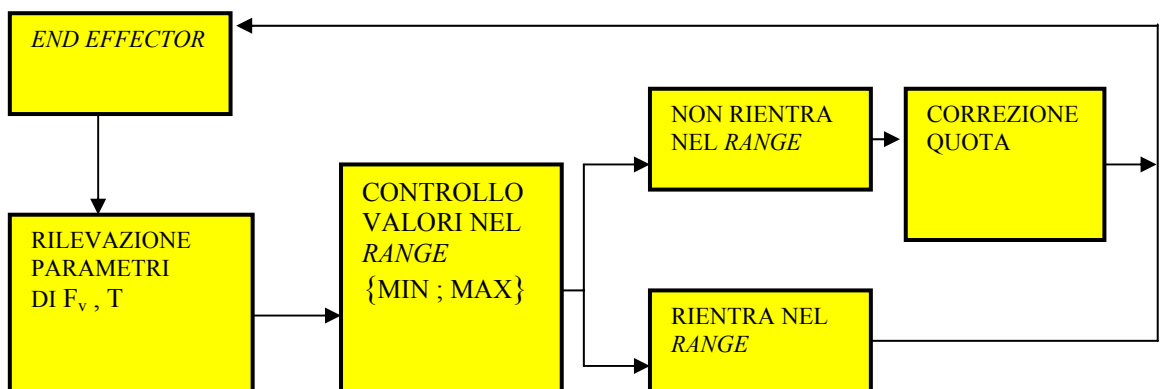 END EFFECTOR
RILEVAZIONE
PARAMETRI
DI Fv , T
CONTROLLO
VALORI NEL
RANGE
{MIN ; MAX}
NON RIENTRA
NEL RANGE
CORREZIONE
QUOTA
RIENTRA NEL
RANGE